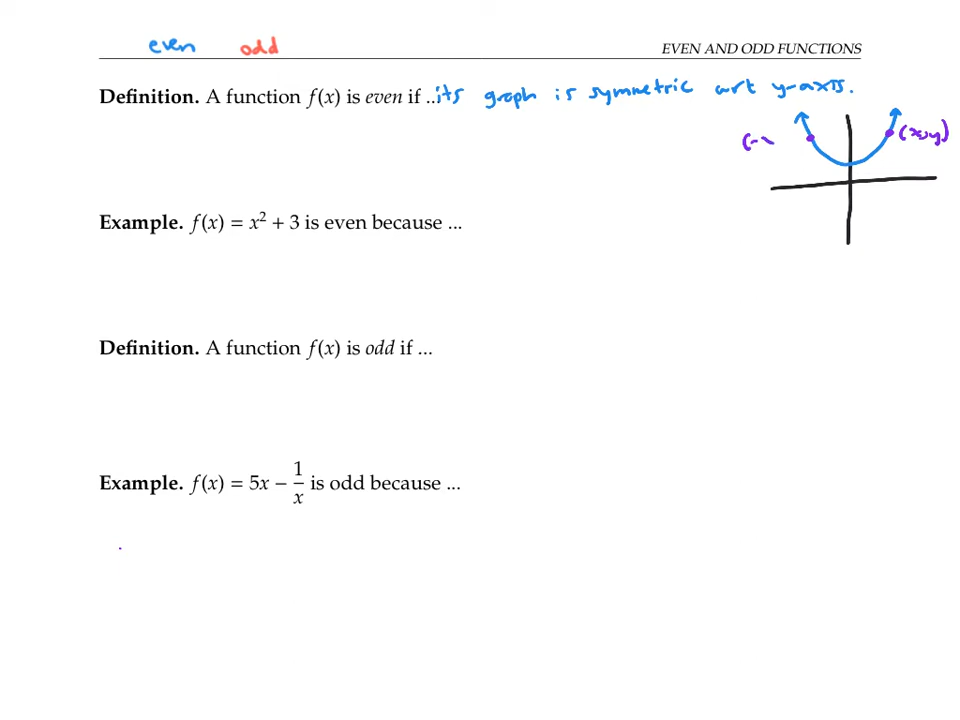 even odd EVEN AND ODD FUNCTIONS
Definition. A function f(x) is even if ... its graph is symmetric wrt y-axis.
(-x (x,y)
Example. f(x) = x² + 3 is even because ...
Definition. A function f(x) is odd if ...
Example. f(x) = 5x − 1/x is odd because ...